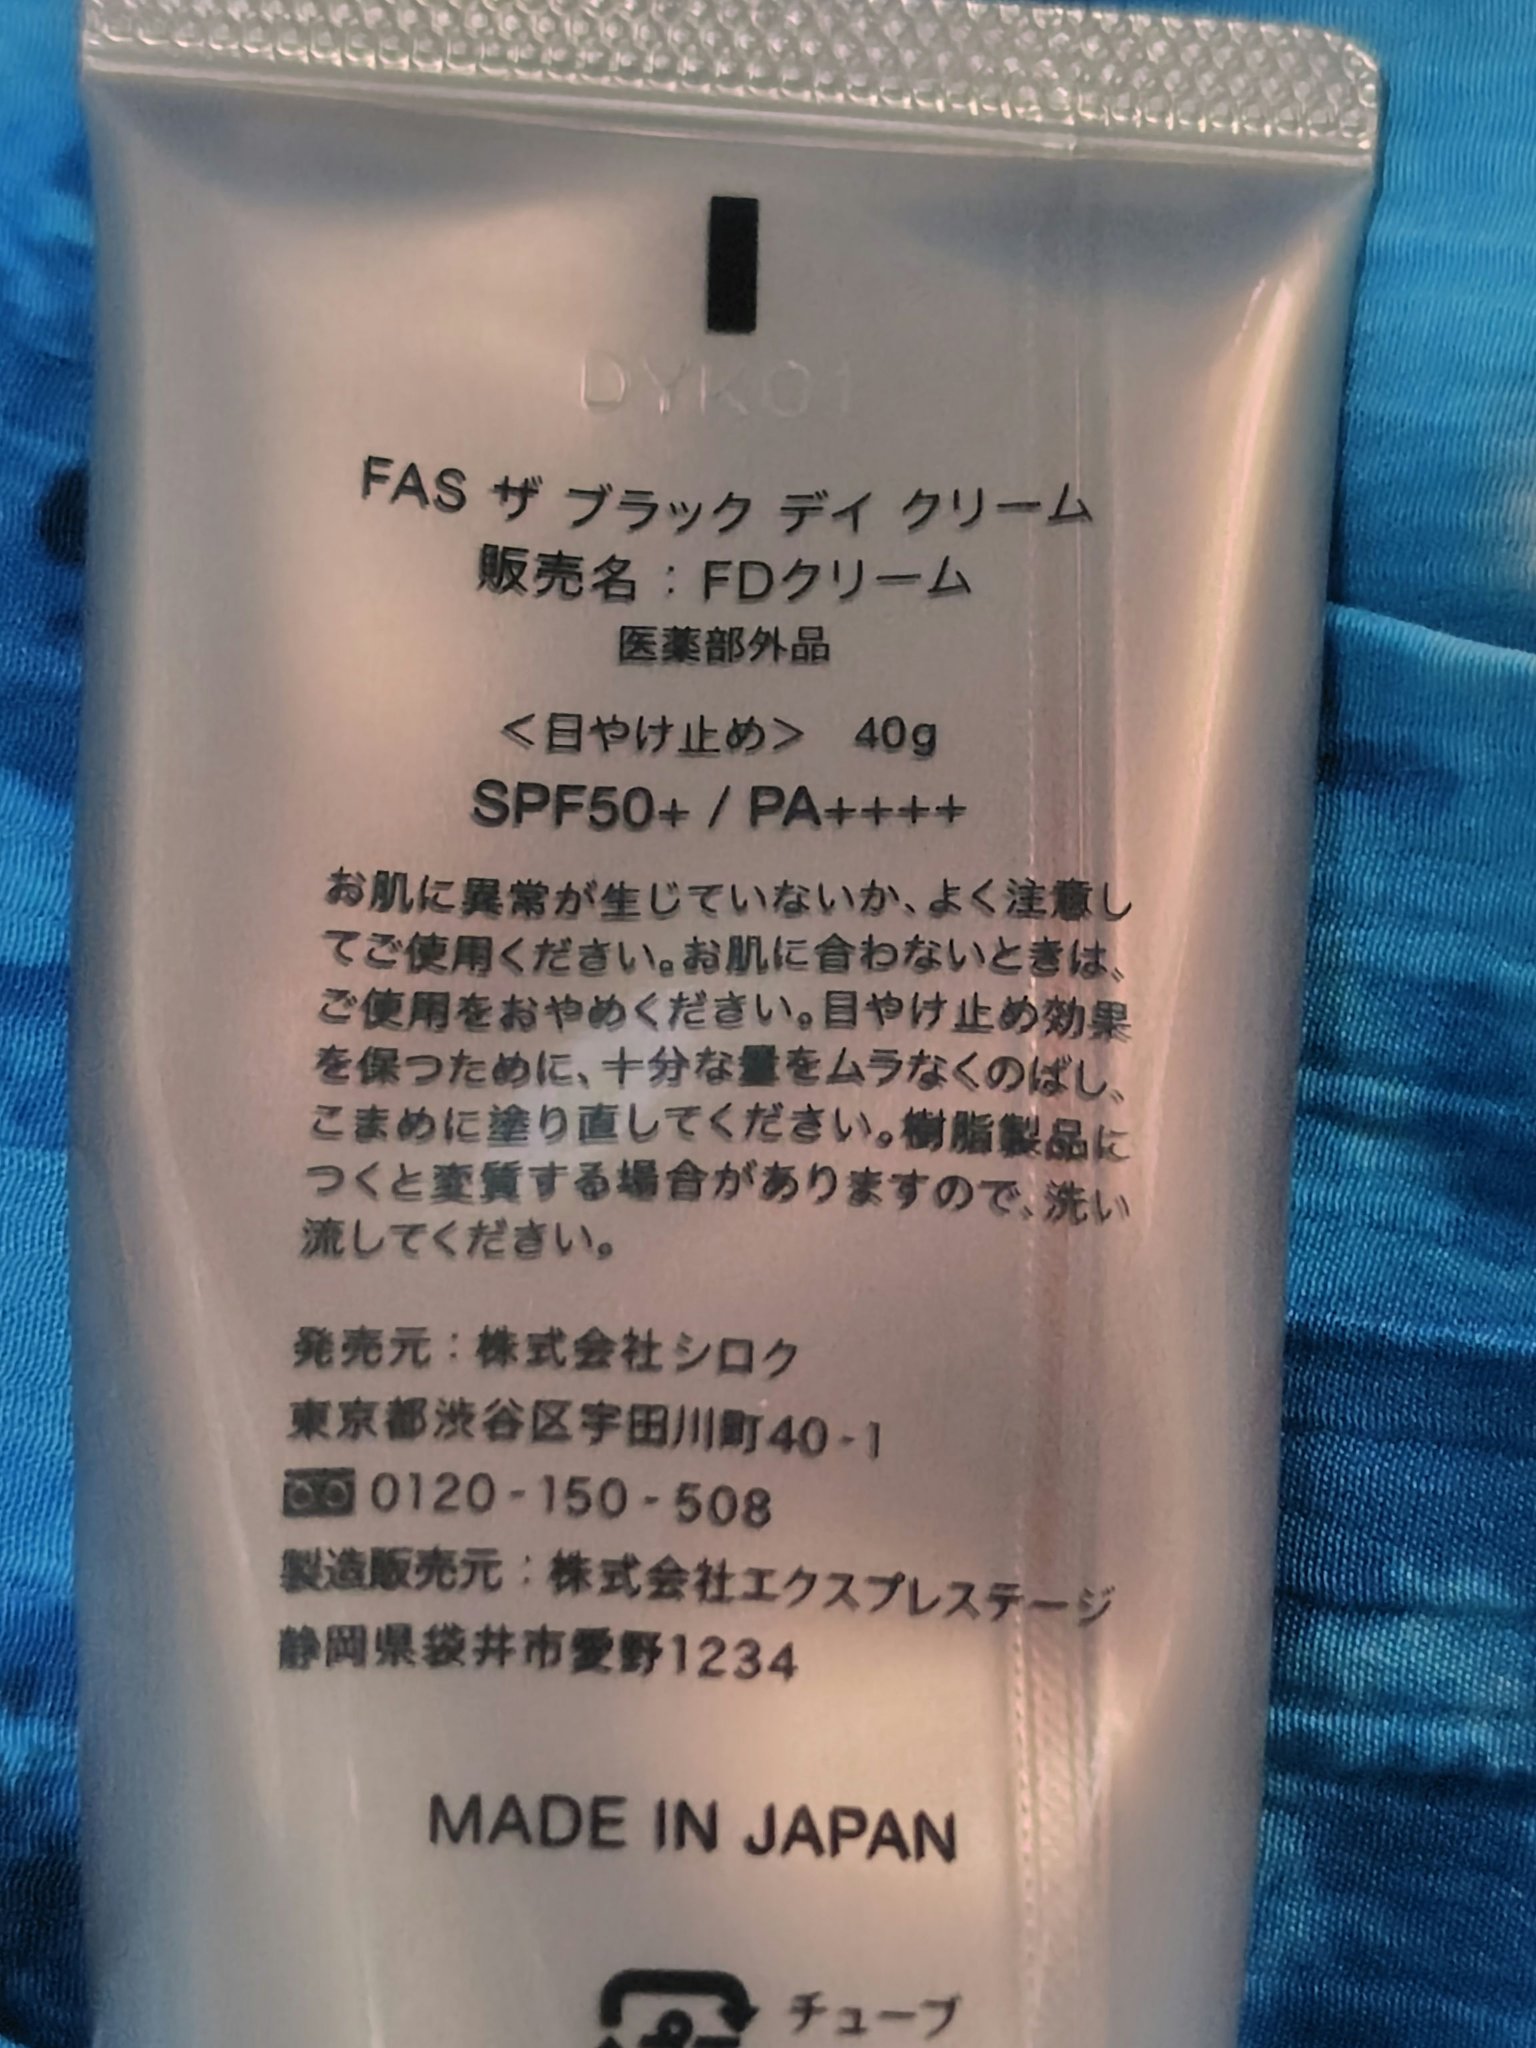 DYK01
FAS ザ ブラック デイ クリーム
販売名：FDクリーム
医薬部外品
＜日やけ止め＞ 40g
SPF50+ / PA++++
お肌に異常が生じていないか、よく注意し
てご使用ください。お肌に合わないときは、
ご使用をおやめください。日やけ止め効果
を保つために、十分な量をムラなくのばし、
こまめに塗り直してください。樹脂製品に
つくと変質する場合がありますので、洗い
流してください。
発売元：株式会社シロク
東京都渋谷区宇田川町40-1
0120-150-508
製造販売元：株式会社エクスプレステージ
静岡県袋井市愛野1234
MADE IN JAPAN
チューブ